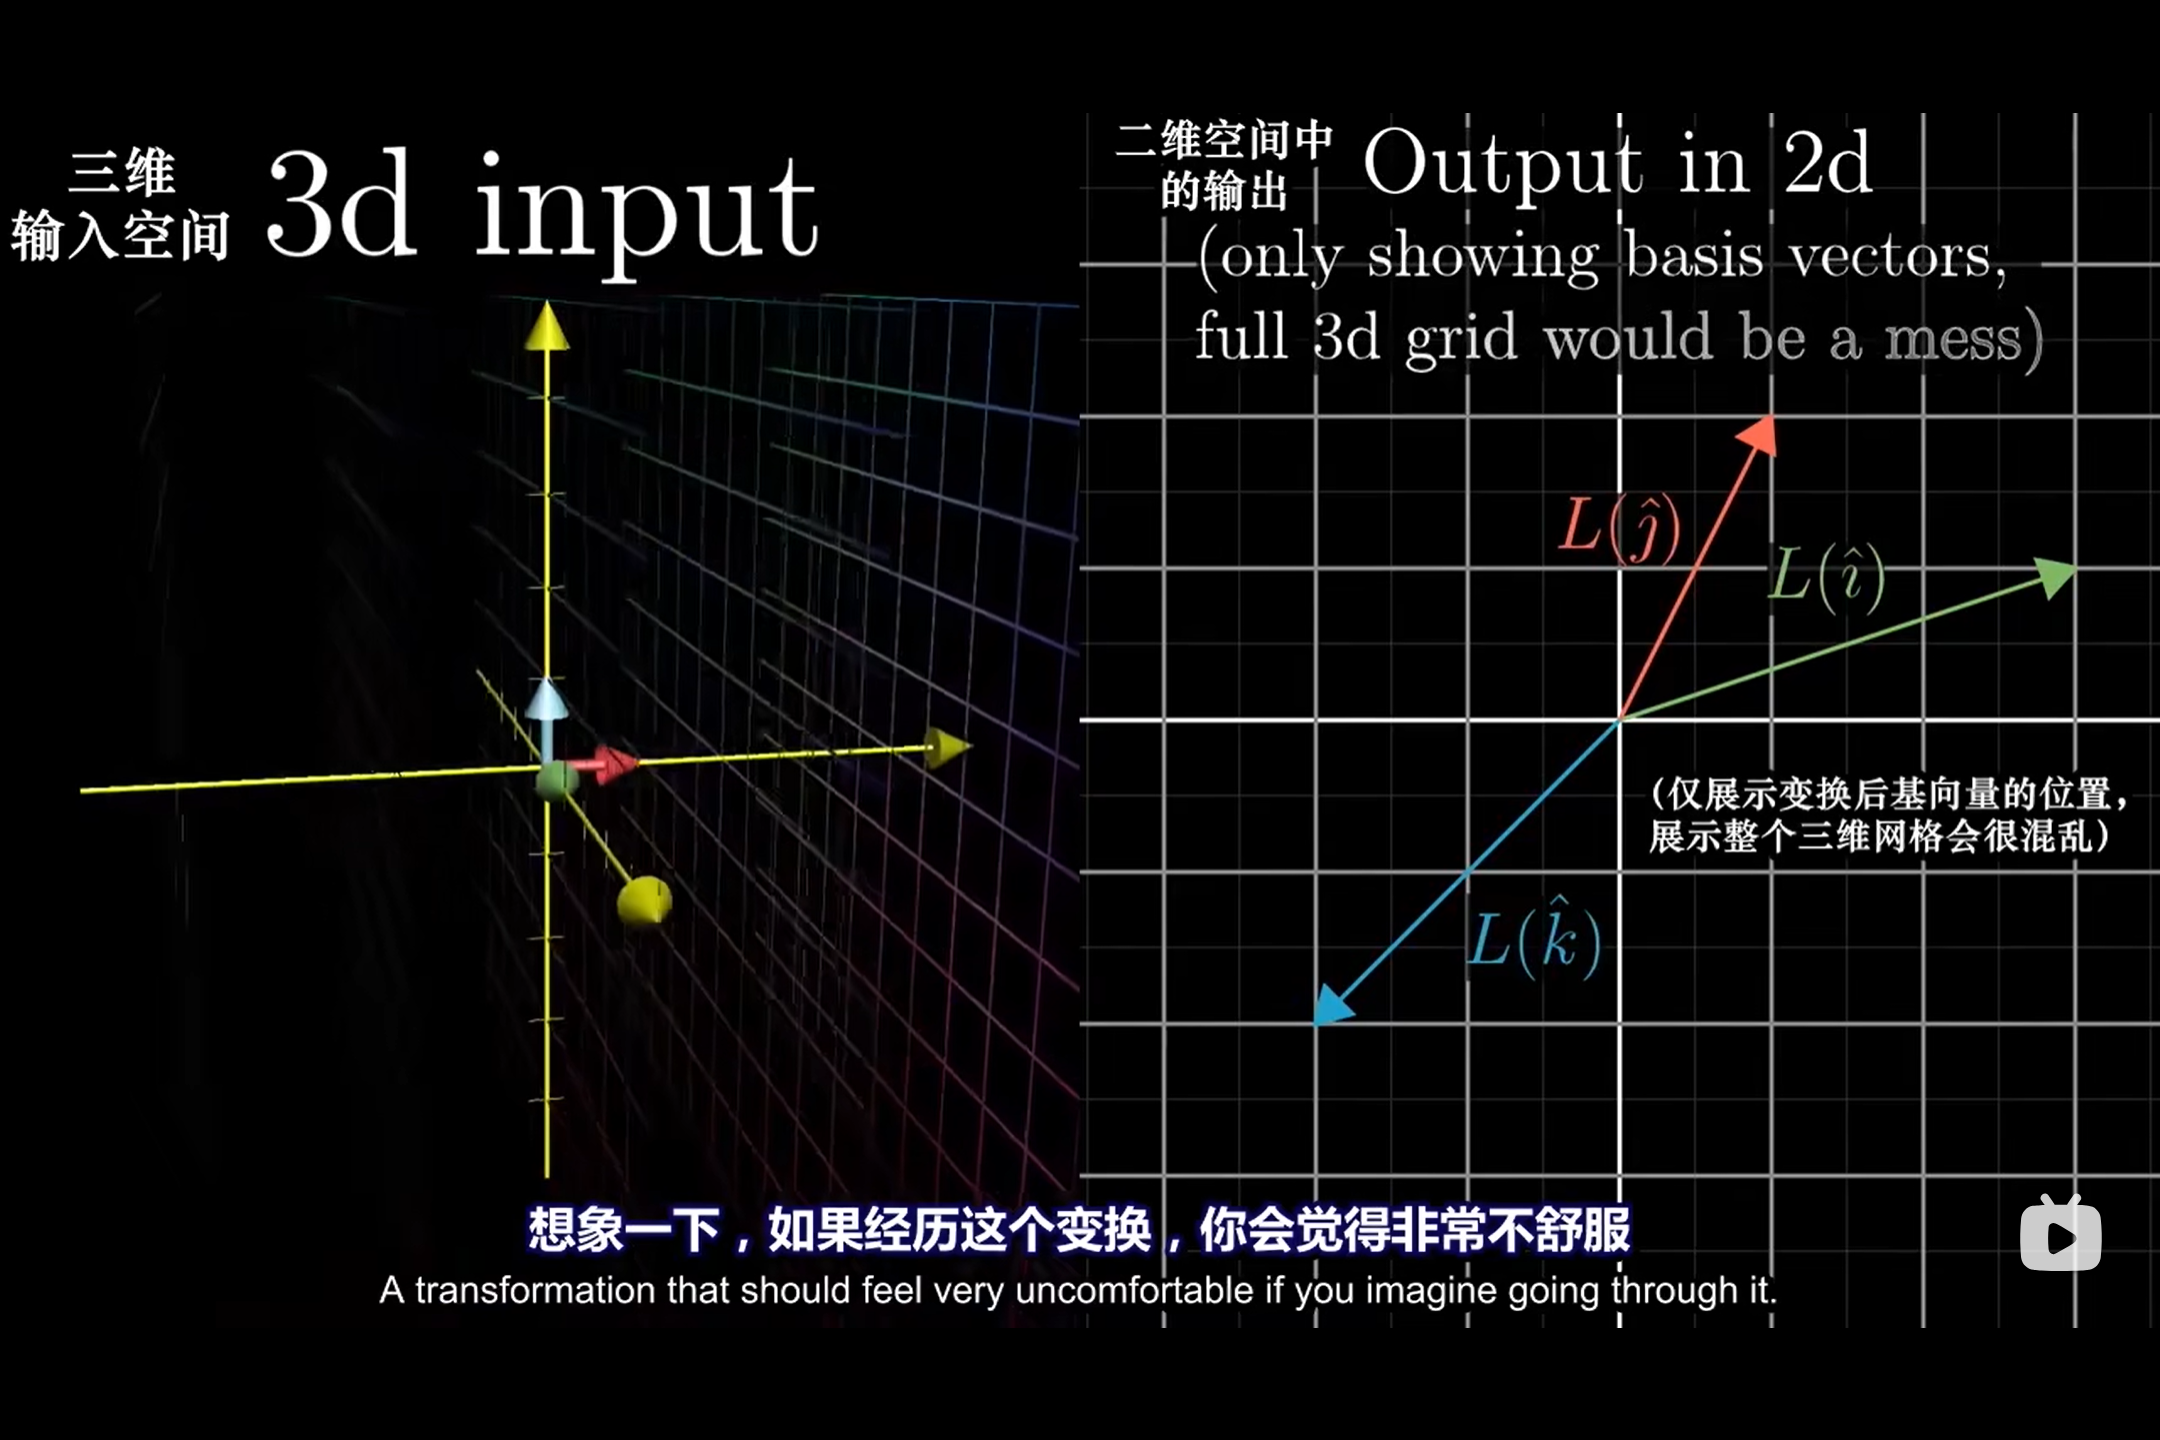 三维
输入空间
3d input
二维空间中
的输出
Output in 2d
(only showing basis vectors,
full 3d grid would be a mess)
L(ĵ)
L(î)
(仅展示变换后基向量的位置，
展示整个三维网格会很混乱)
L(k̂)
想象一下，如果经历这个变换，你会觉得非常不舒服
A transformation that should feel very uncomfortable if you imagine going through it.